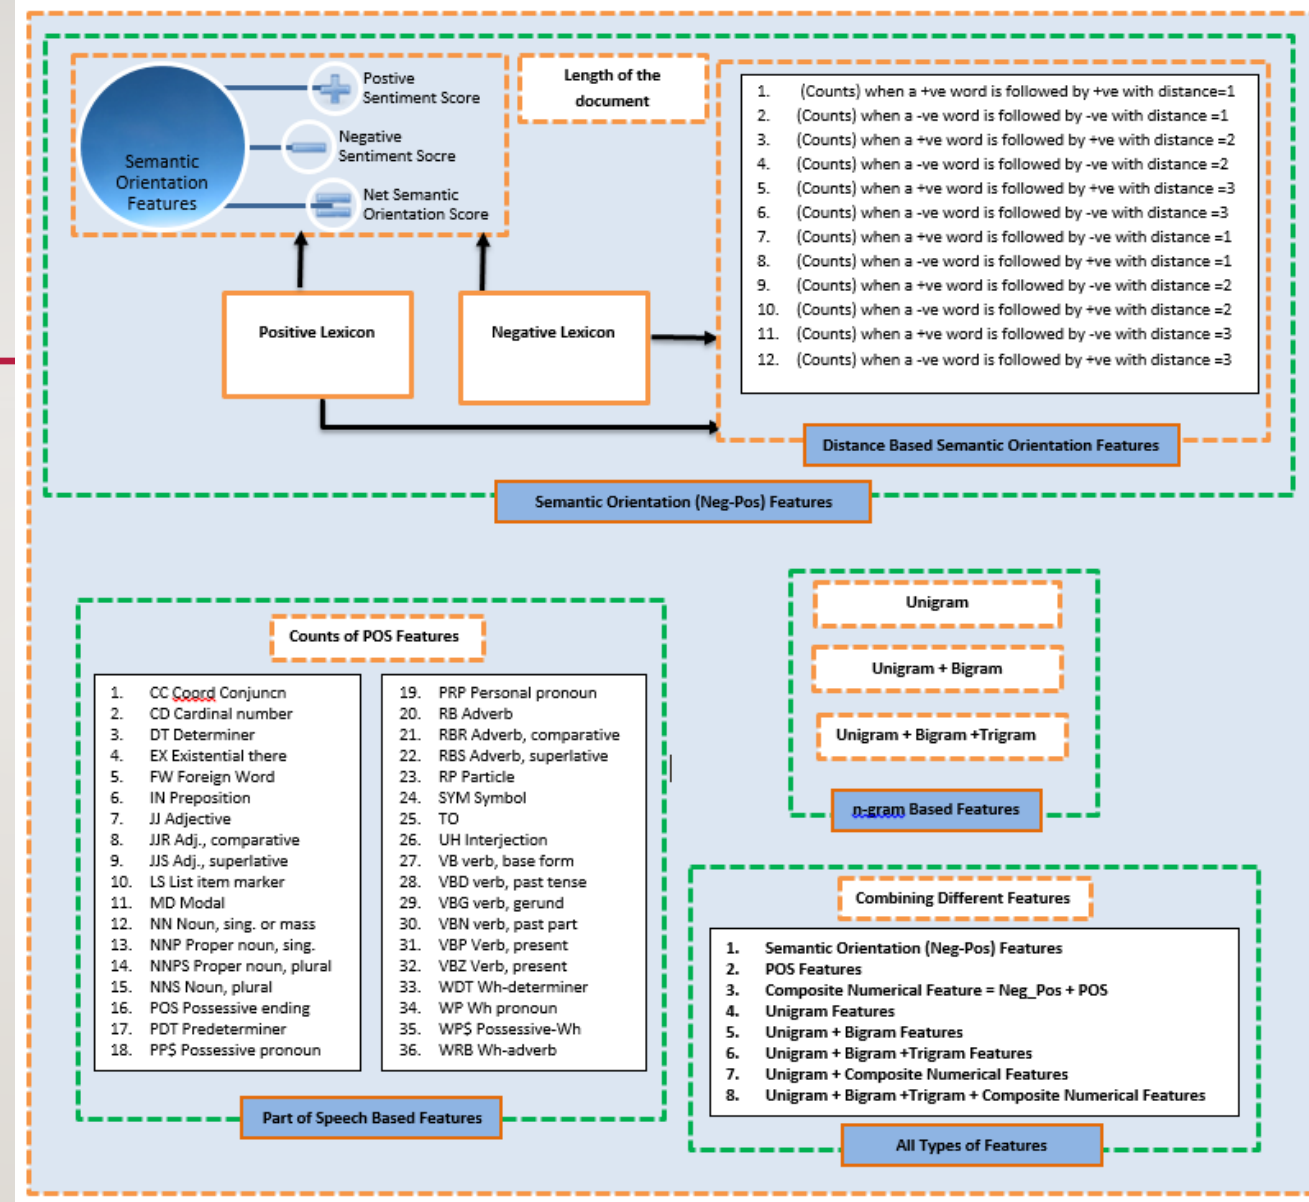 Postive
Sentiment Score
Negative
Sentiment Socre
Net Semantic
Orientation Score
Semantic
Orientation
Features
Length of the
document
1. (Counts) when a +ve word is followed by +ve with distance=1
2. (Counts) when a -ve word is followed by -ve with distance =1
3. (Counts) when a +ve word is followed by +ve with distance =2
4. (Counts) when a -ve word is followed by -ve with distance =2
5. (Counts) when a +ve word is followed by +ve with distance =3
6. (Counts) when a -ve word is followed by -ve with distance =3
7. (Counts) when a +ve word is followed by -ve with distance =1
8. (Counts) when a -ve word is followed by +ve with distance =1
9. (Counts) when a +ve word is followed by -ve with distance =2
10. (Counts) when a -ve word is followed by +ve with distance =2
11. (Counts) when a +ve word is followed by -ve with distance =3
12. (Counts) when a -ve word is followed by +ve with distance =3
Positive Lexicon
Negative Lexicon
Distance Based Semantic Orientation Features
Semantic Orientation (Neg-Pos) Features
Counts of POS Features
1. CC Coord Conjuncn
2. CD Cardinal number
3. DT Determiner
4. EX Existential there
5. FW Foreign Word
6. IN Preposition
7. JJ Adjective
8. JJR Adj., comparative
9. JJS Adj., superlative
10. LS List item marker
11. MD Modal
12. NN Noun, sing. or mass
13. NNP Proper noun, sing.
14. NNPS Proper noun, plural
15. NNS Noun, plural
16. POS Possessive ending
17. PDT Predeterminer
18. PP$ Possessive pronoun
19. PRP Personal pronoun
20. RB Adverb
21. RBR Adverb, comparative
22. RBS Adverb, superlative
23. RP Particle
24. SYM Symbol
25. TO
26. UH Interjection
27. VB verb, base form
28. VBD verb, past tense
29. VBG verb, gerund
30. VBN verb, past part
31. VBP Verb, present
32. VBZ Verb, present
33. WDT Wh-determiner
34. WP Wh pronoun
35. WP$ Possessive-Wh
36. WRB Wh-adverb
Part of Speech Based Features
Unigram
Unigram + Bigram
Unigram + Bigram +Trigram
n-gram Based Features
Combining Different Features
1. Semantic Orientation (Neg-Pos) Features
2. POS Features
3. Composite Numerical Feature = Neg_Pos + POS
4. Unigram Features
5. Unigram + Bigram Features
6. Unigram + Bigram +Trigram Features
7. Unigram + Composite Numerical Features
8. Unigram + Bigram +Trigram + Composite Numerical Features
All Types of Features